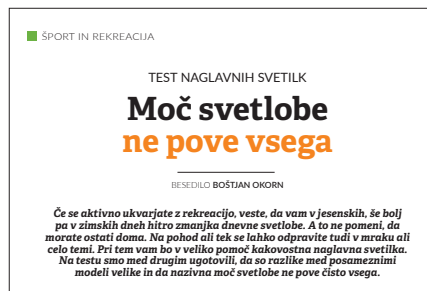 ŠPORT IN REKREACIJA
TEST NAGLAVNIH SVETILK
Moč svetlobe
ne pove vsega
BESEDILO BOŠTJAN OKORN
Če se aktivno ukvarjate z rekreacijo, veste, da vam v jesenskih, še bolj
pa v zimskih dneh hitro zmanjka dnevne svetlobe. A to ne pomeni, da
morate ostati doma. Na pohod ali tek se lahko odpravite tudi v mraku ali
celo temi. Pri tem vam bo v veliko pomoč kakovostna naglavna svetilka.
Na testu smo med drugim ugotovili, da so razlike med posameznimi
modeli velike in da nazivna moč svetlobe ne pove čisto vsega.